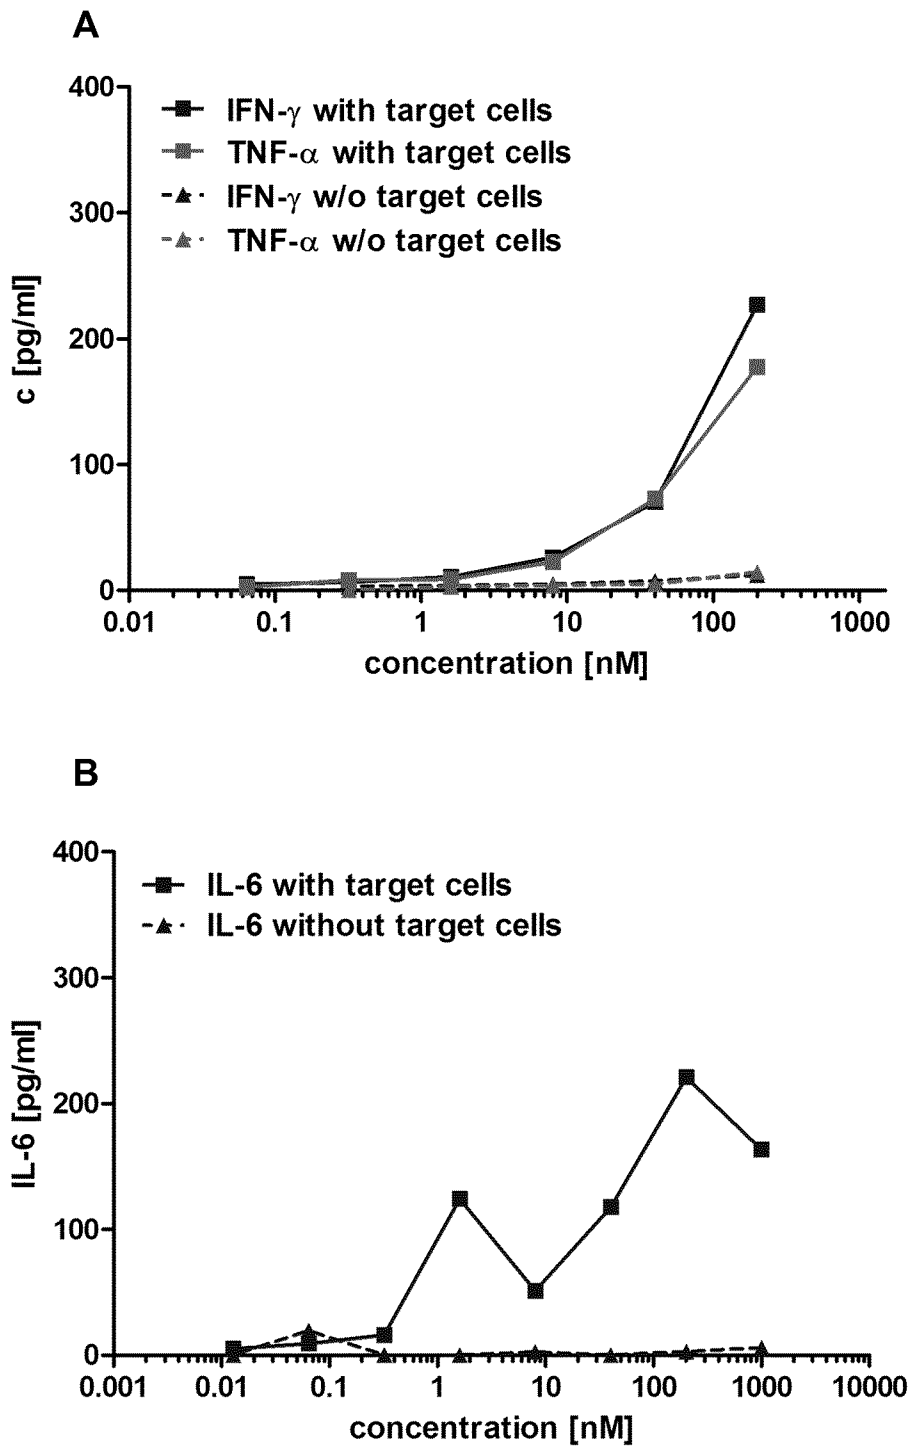 A
400
300
200
100
0
c [pg/ml]
IFN-γ with target cells
TNF-α with target cells
IFN-γ w/o target cells
TNF-α w/o target cells
0.01 0.1 1 10 100 1000
concentration [nM]
B
400
300
200
100
0
IL-6 [pg/ml]
IL-6 with target cells
IL-6 without target cells
0.001 0.01 0.1 1 10 100 1000 10000
concentration [nM]